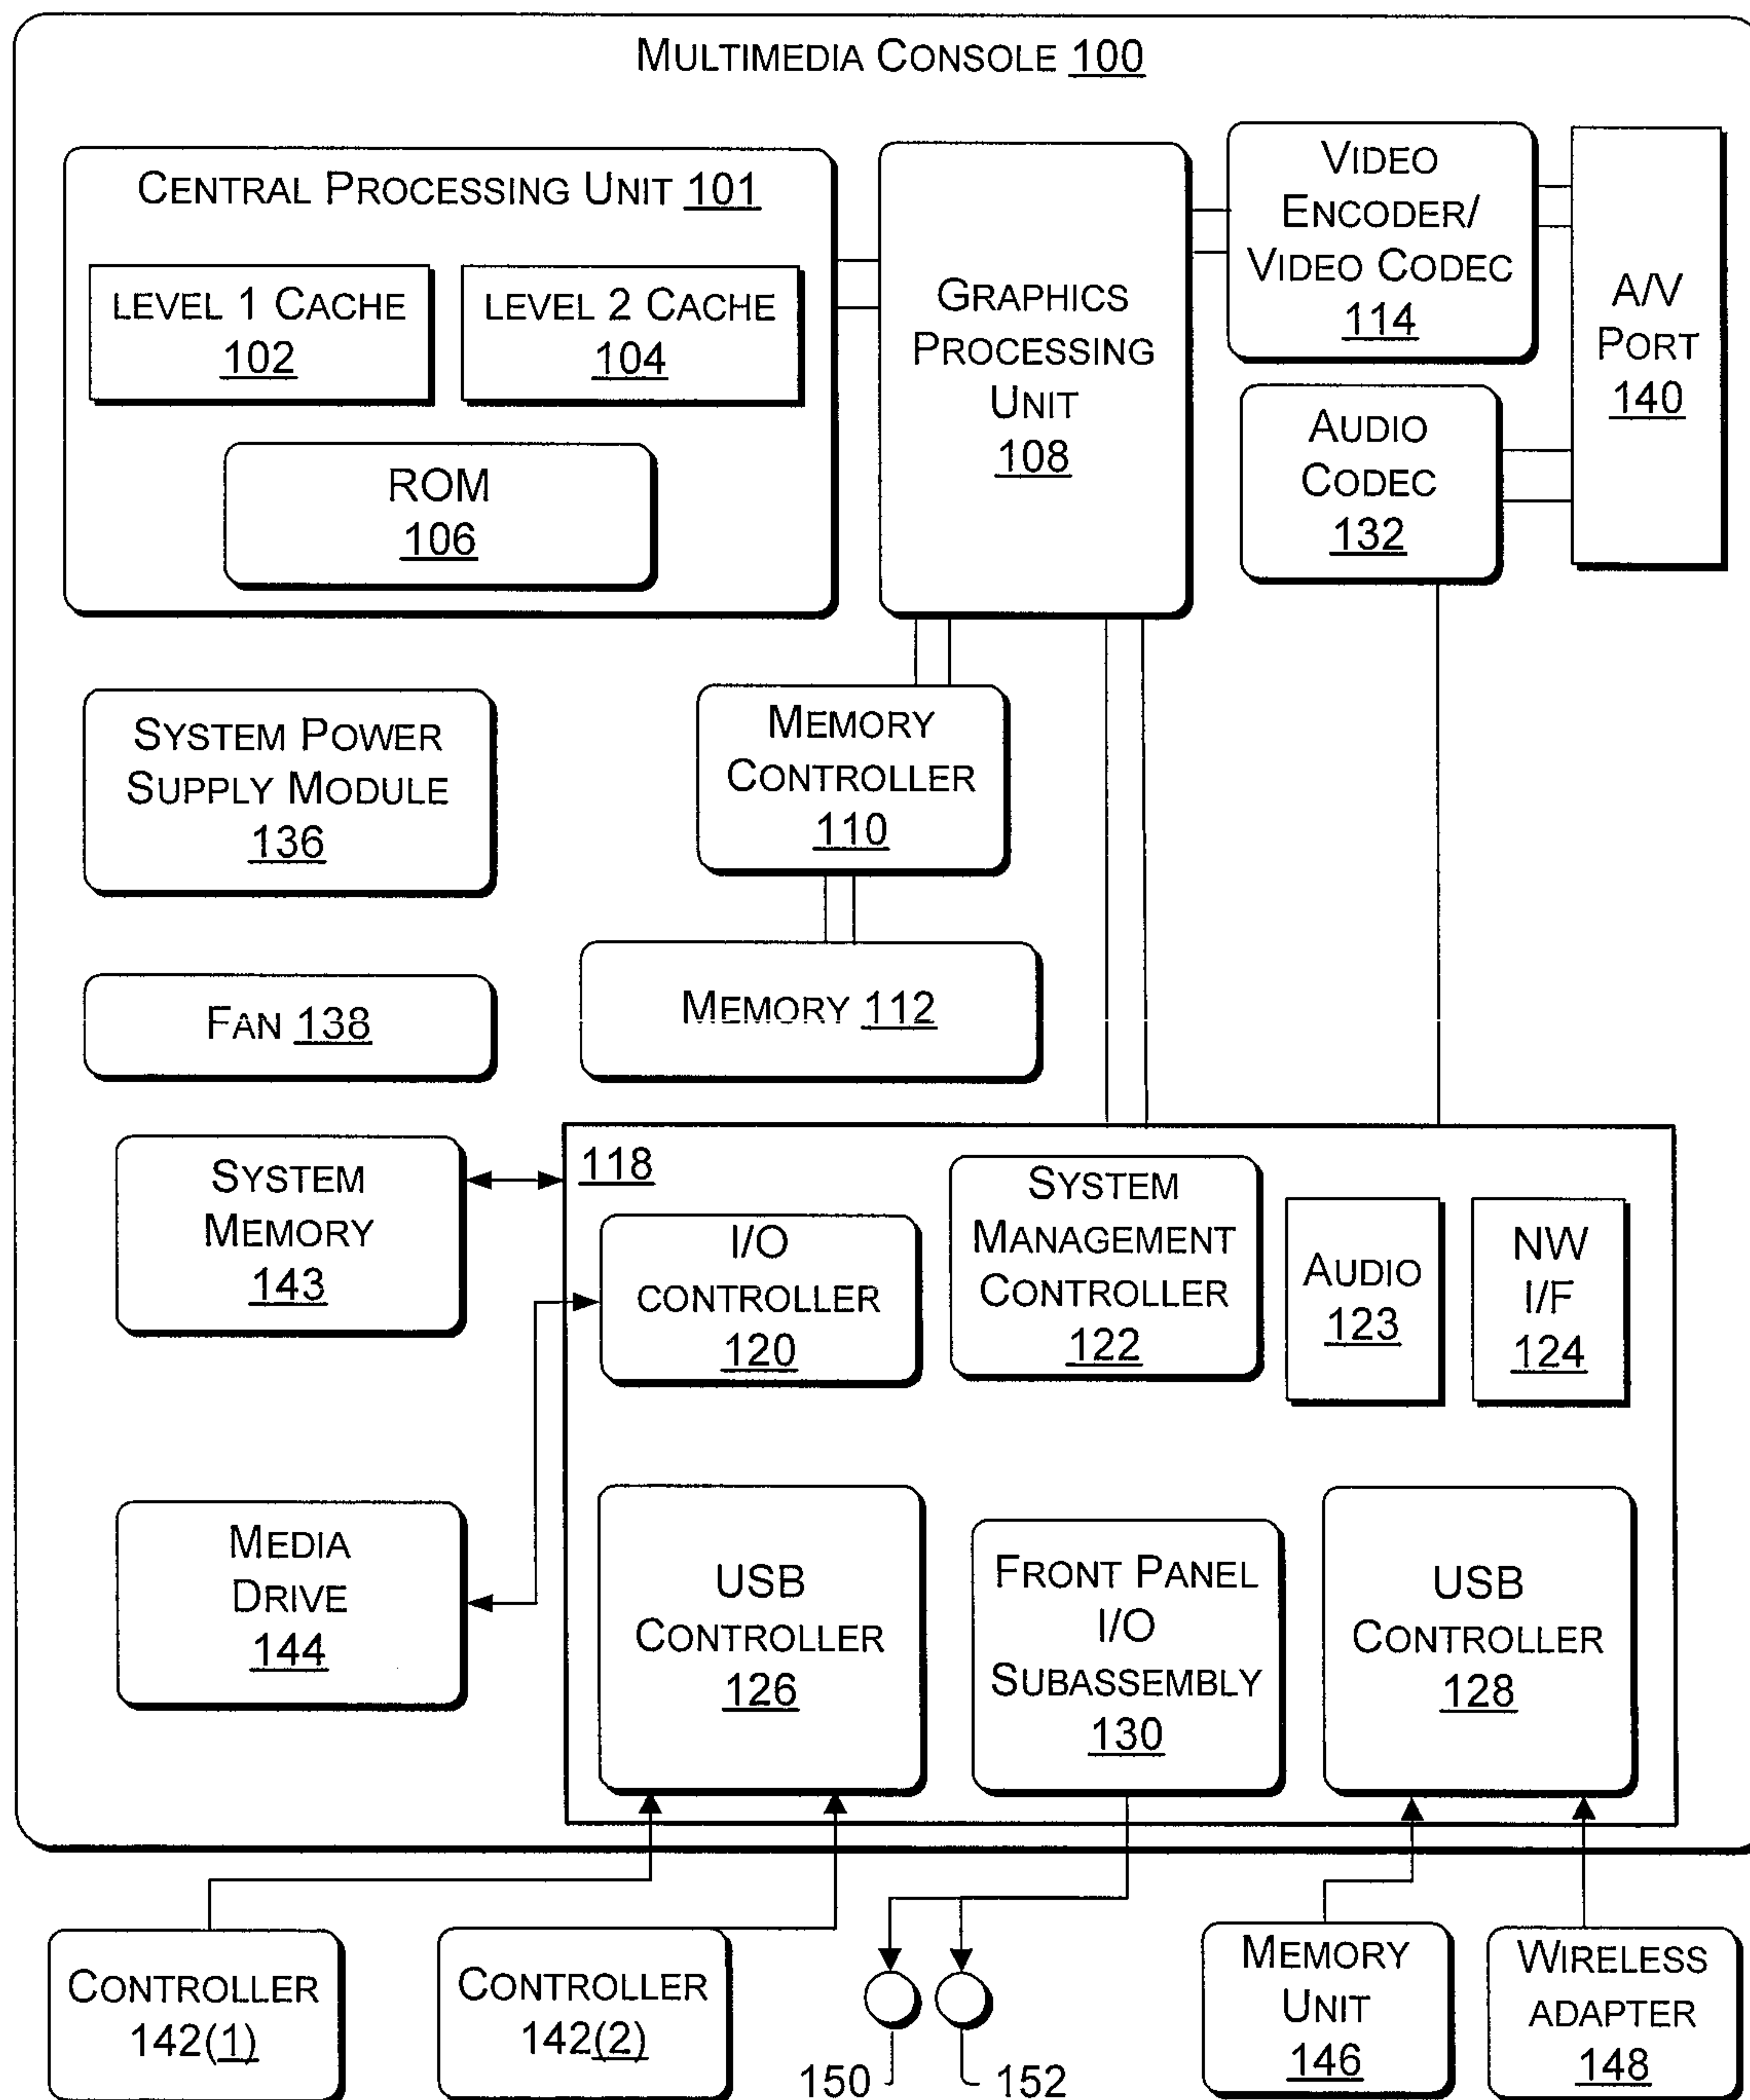 MULTIMEDIA CONSOLE 100
CENTRAL PROCESSING UNIT 101
LEVEL 1 CACHE
102
LEVEL 2 CACHE
104
ROM
106
GRAPHICS
PROCESSING
UNIT
108
VIDEO
ENCODER/
VIDEO CODEC
114
A/V
PORT
140
AUDIO
CODEC
132
SYSTEM POWER
SUPPLY MODULE
136
MEMORY
CONTROLLER
110
FAN 138
MEMORY 112
SYSTEM
MEMORY
143
118
I/O
CONTROLLER
120
SYSTEM
MANAGEMENT
CONTROLLER
122
AUDIO
123
NW
I/F
124
MEDIA
DRIVE
144
USB
CONTROLLER
126
FRONT PANEL
I/O
SUBASSEMBLY
130
USB
CONTROLLER
128
CONTROLLER
142(1)
CONTROLLER
142(2)
150
152
MEMORY
UNIT
146
WIRELESS
ADAPTER
148